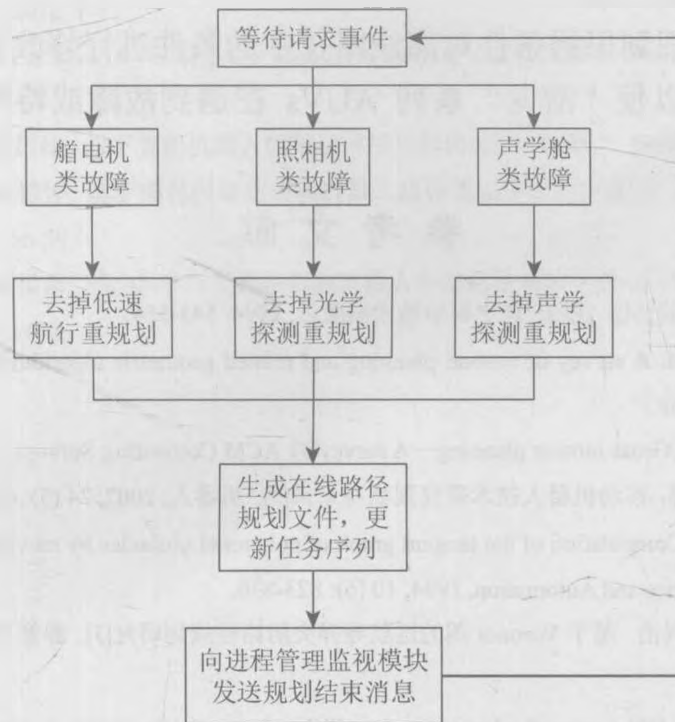 等待请求事件
艏电机
类故障
照相机
类故障
声学舱
类故障
去掉低速
航行重规划
去掉光学
探测重规划
去掉声学
探测重规划
生成在线路径
规划文件，更
新任务序列
向进程管理监视模块
发送规划结束消息